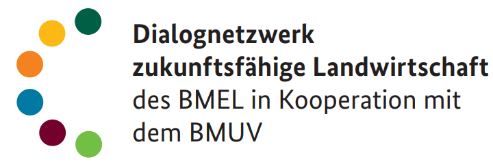 Dialognetzwerk
zukunftsfähige Landwirtschaft
des BMEL in Kooperation mit
dem BMUV